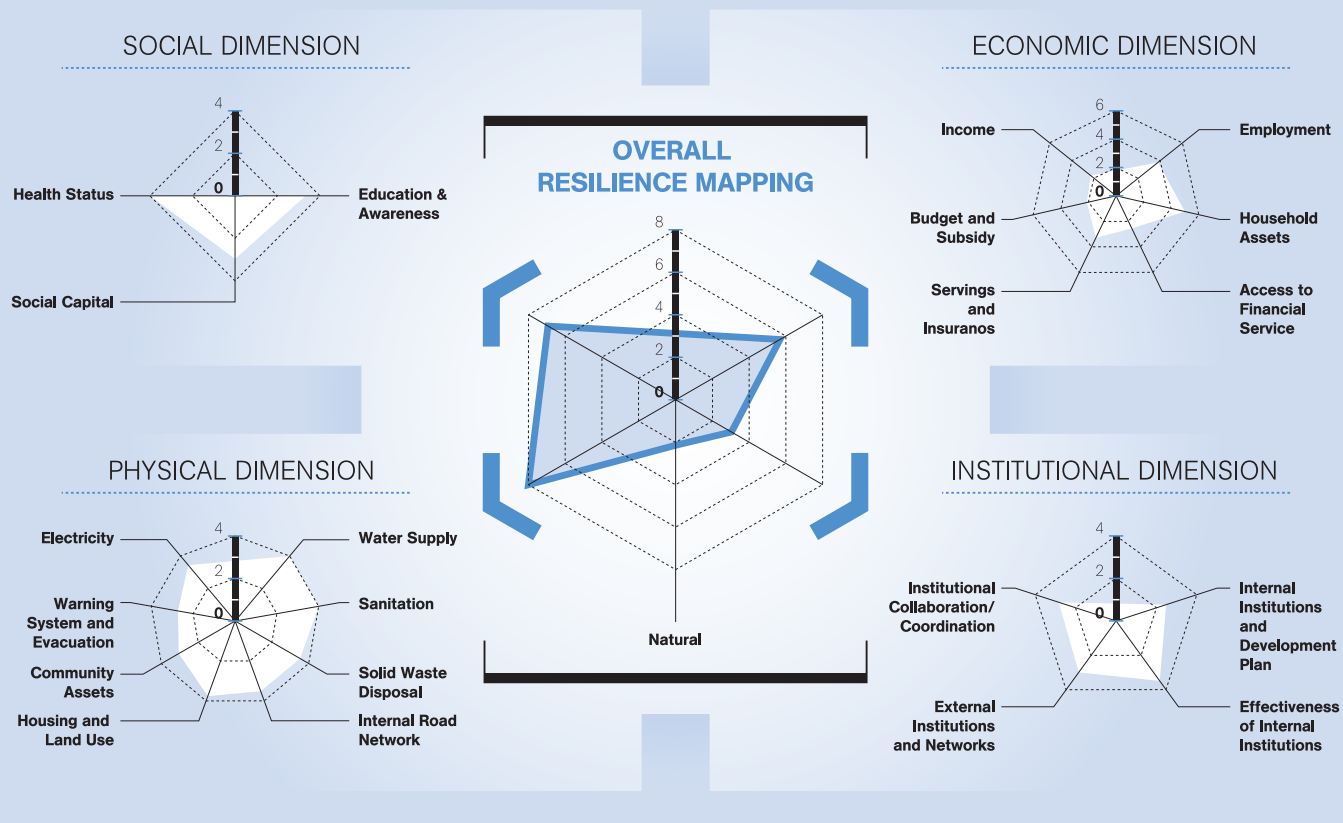 SOCIAL DIMENSION
4
2
0
Health Status
Education &
Awareness
Social Capital
ECONOMIC DIMENSION
6
4
2
0
Income
Employment
Budget and
Subsidy
Household
Assets
Servings
and
Insuranos
Access to
Financial
Service
OVERALL
RESILIENCE MAPPING
8
6
4
2
0
Natural
PHYSICAL DIMENSION
4
2
0
Electricity
Water Supply
Warning
System and
Evacuation
Sanitation
Community
Assets
Solid Waste
Disposal
Housing and
Land Use
Internal Road
Network
INSTITUTIONAL DIMENSION
4
2
0
Institutional
Collaboration/
Coordination
Internal
Institutions
and
Development
Plan
External
Institutions
and Networks
Effectiveness
of Internal
Institutions